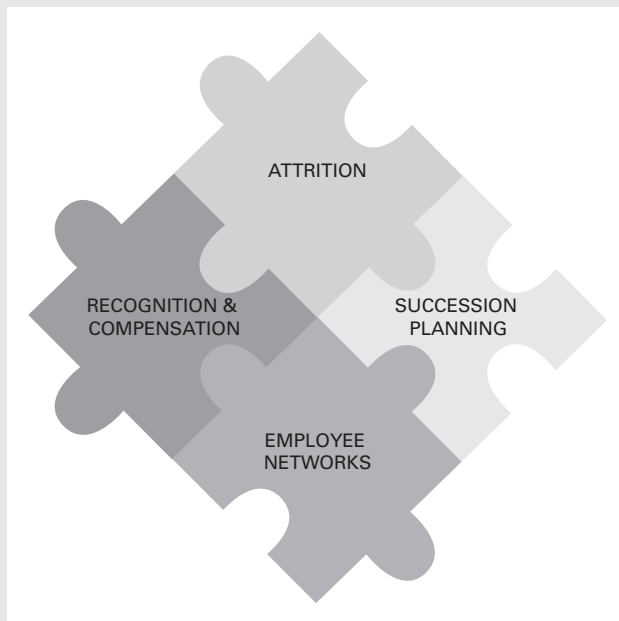 ATTRITION
RECOGNITION &
COMPENSATION
SUCCESSION
PLANNING
EMPLOYEE
NETWORKS